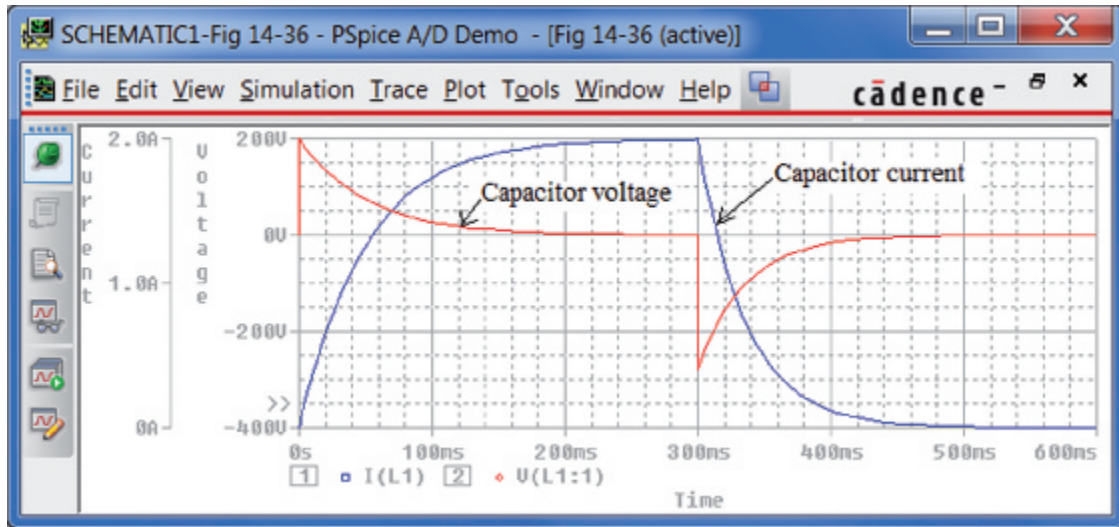 SCHEMATIC1-Fig 14-36 - PSpice A/D Demo - [Fig 14-36 (active)]
File Edit View Simulation Trace Plot Tools Window Help cādence
Current
Voltage
2.0A
1.0A
0A
200V
0V
-200V
-400V
>>
Capacitor voltage
Capacitor current
0s 100ms 200ms 300ms 400ms 500ms 600ms
1 I(L1) 2 V(L1:1)
Time